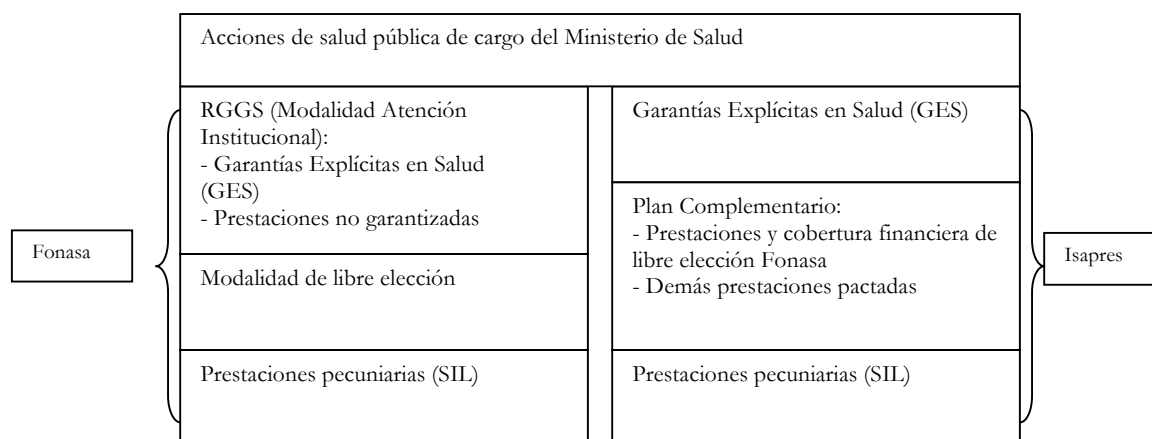 Acciones de salud pública de cargo del Ministerio de Salud
Fonasa
RGGS (Modalidad Atención
Institucional):
- Garantías Explícitas en Salud
(GES)
- Prestaciones no garantizadas
Modalidad de libre elección
Prestaciones pecuniarias (SIL)
Garantías Explícitas en Salud (GES)
Plan Complementario:
- Prestaciones y cobertura financiera de
libre elección Fonasa
- Demás prestaciones pactadas
Prestaciones pecuniarias (SIL)
Isapres